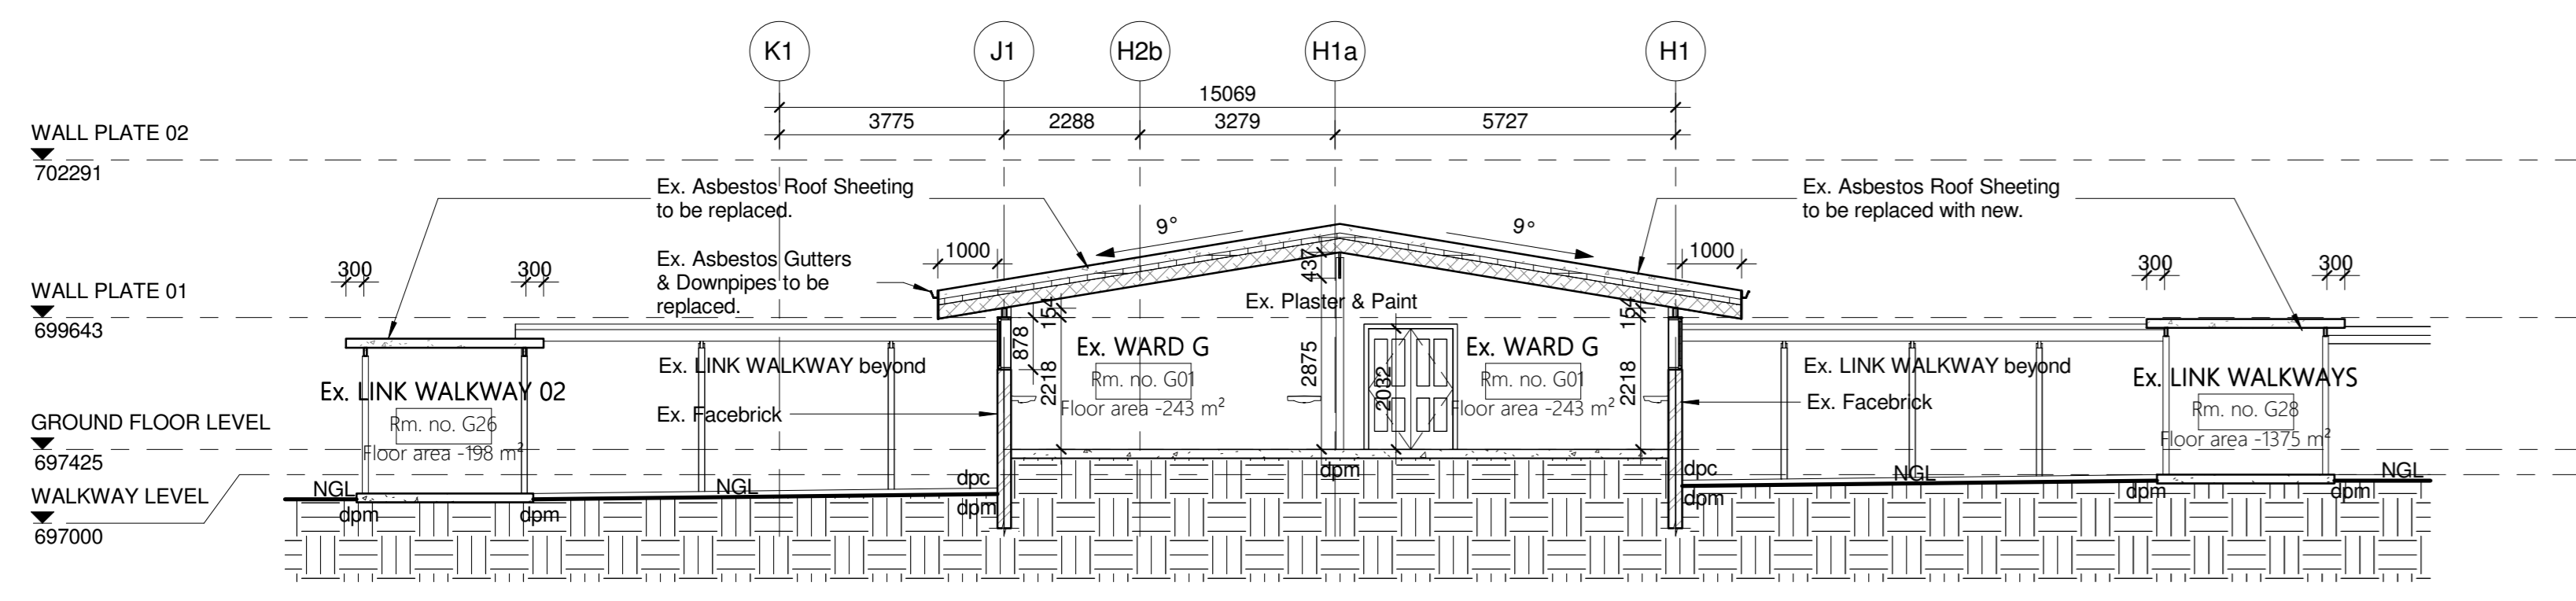 K1
J1
H2b
H1a
H1
15069
3775
2288
3279
5727
WALL PLATE 02
702291
Ex. Asbestos Roof Sheeting
to be replaced.
Ex. Asbestos Roof Sheeting
to be replaced with new.
9°
9°
1000
1000
Ex. Asbestos Gutters
& Downpipes to be
replaced.
300
300
300
300
WALL PLATE 01
699643
437
Ex. Plaster & Paint
154
154
878
2218
2875
2032
2218
Ex. WARD G
Rm. no. G01
Floor area -243 m²
Ex. WARD G
Rm. no. G01
Floor area -243 m²
Ex. LINK WALKWAY beyond
Ex. LINK WALKWAY beyond
Ex. LINK WALKWAY 02
Rm. no. G26
Floor area -198 m²
Ex. LINK WALKWAYS
Rm. no. G28
Floor area -1375 m²
Ex. Facebrick
Ex. Facebrick
GROUND FLOOR LEVEL
697425
WALKWAY LEVEL
697000
NGL
NGL
NGL
NGL
dpc
dpm
dpm
dpc
dpm
dpm
dpm
dpm
dpm